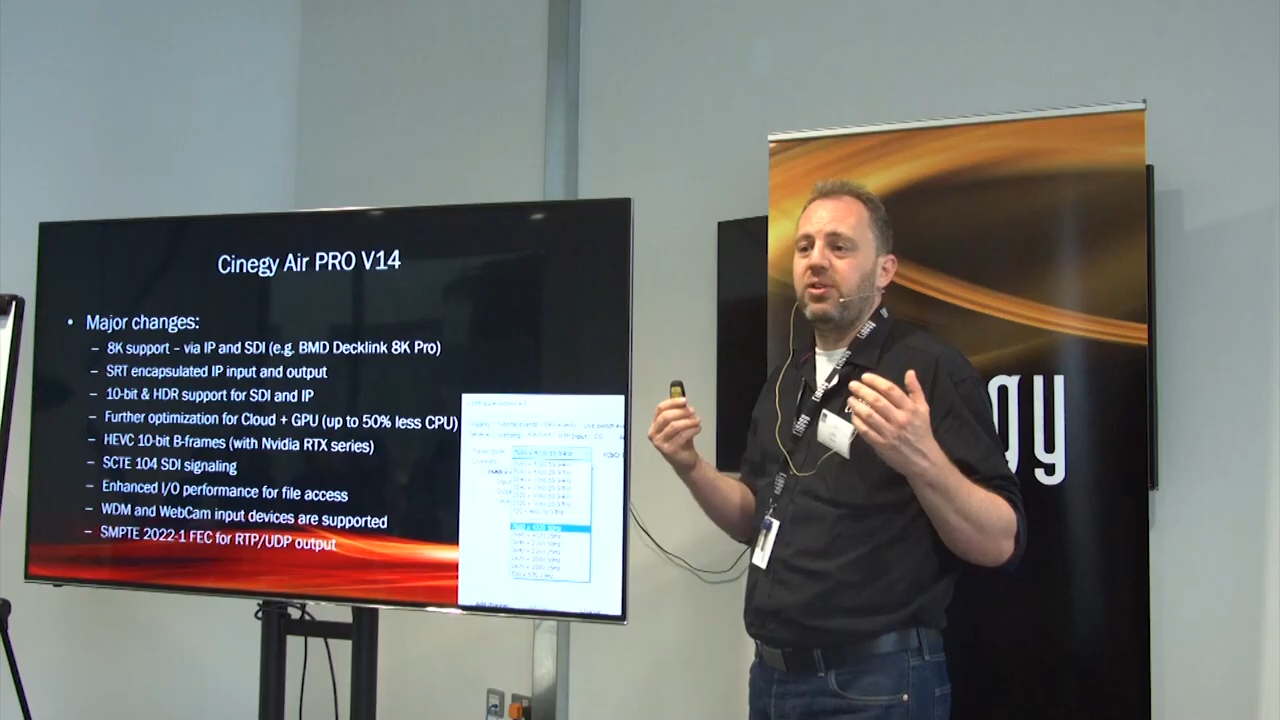 Cinegy Air PRO V14
• Major changes:
– 8K support – via IP and SDI (e.g. BMD Decklink 8K Pro)
– SRT encapsulated IP input and output
– 10-bit & HDR support for SDI and IP
– Further optimization for Cloud + GPU (up to 50% less CPU)
– HEVC 10-bit B-frames (with Nvidia RTX series)
– SCTE 104 SDI signaling
– Enhanced I/O performance for file access
– WDM and WebCam input devices are supported
– SMPTE 2022-1 FEC for RTP/UDP output
gy